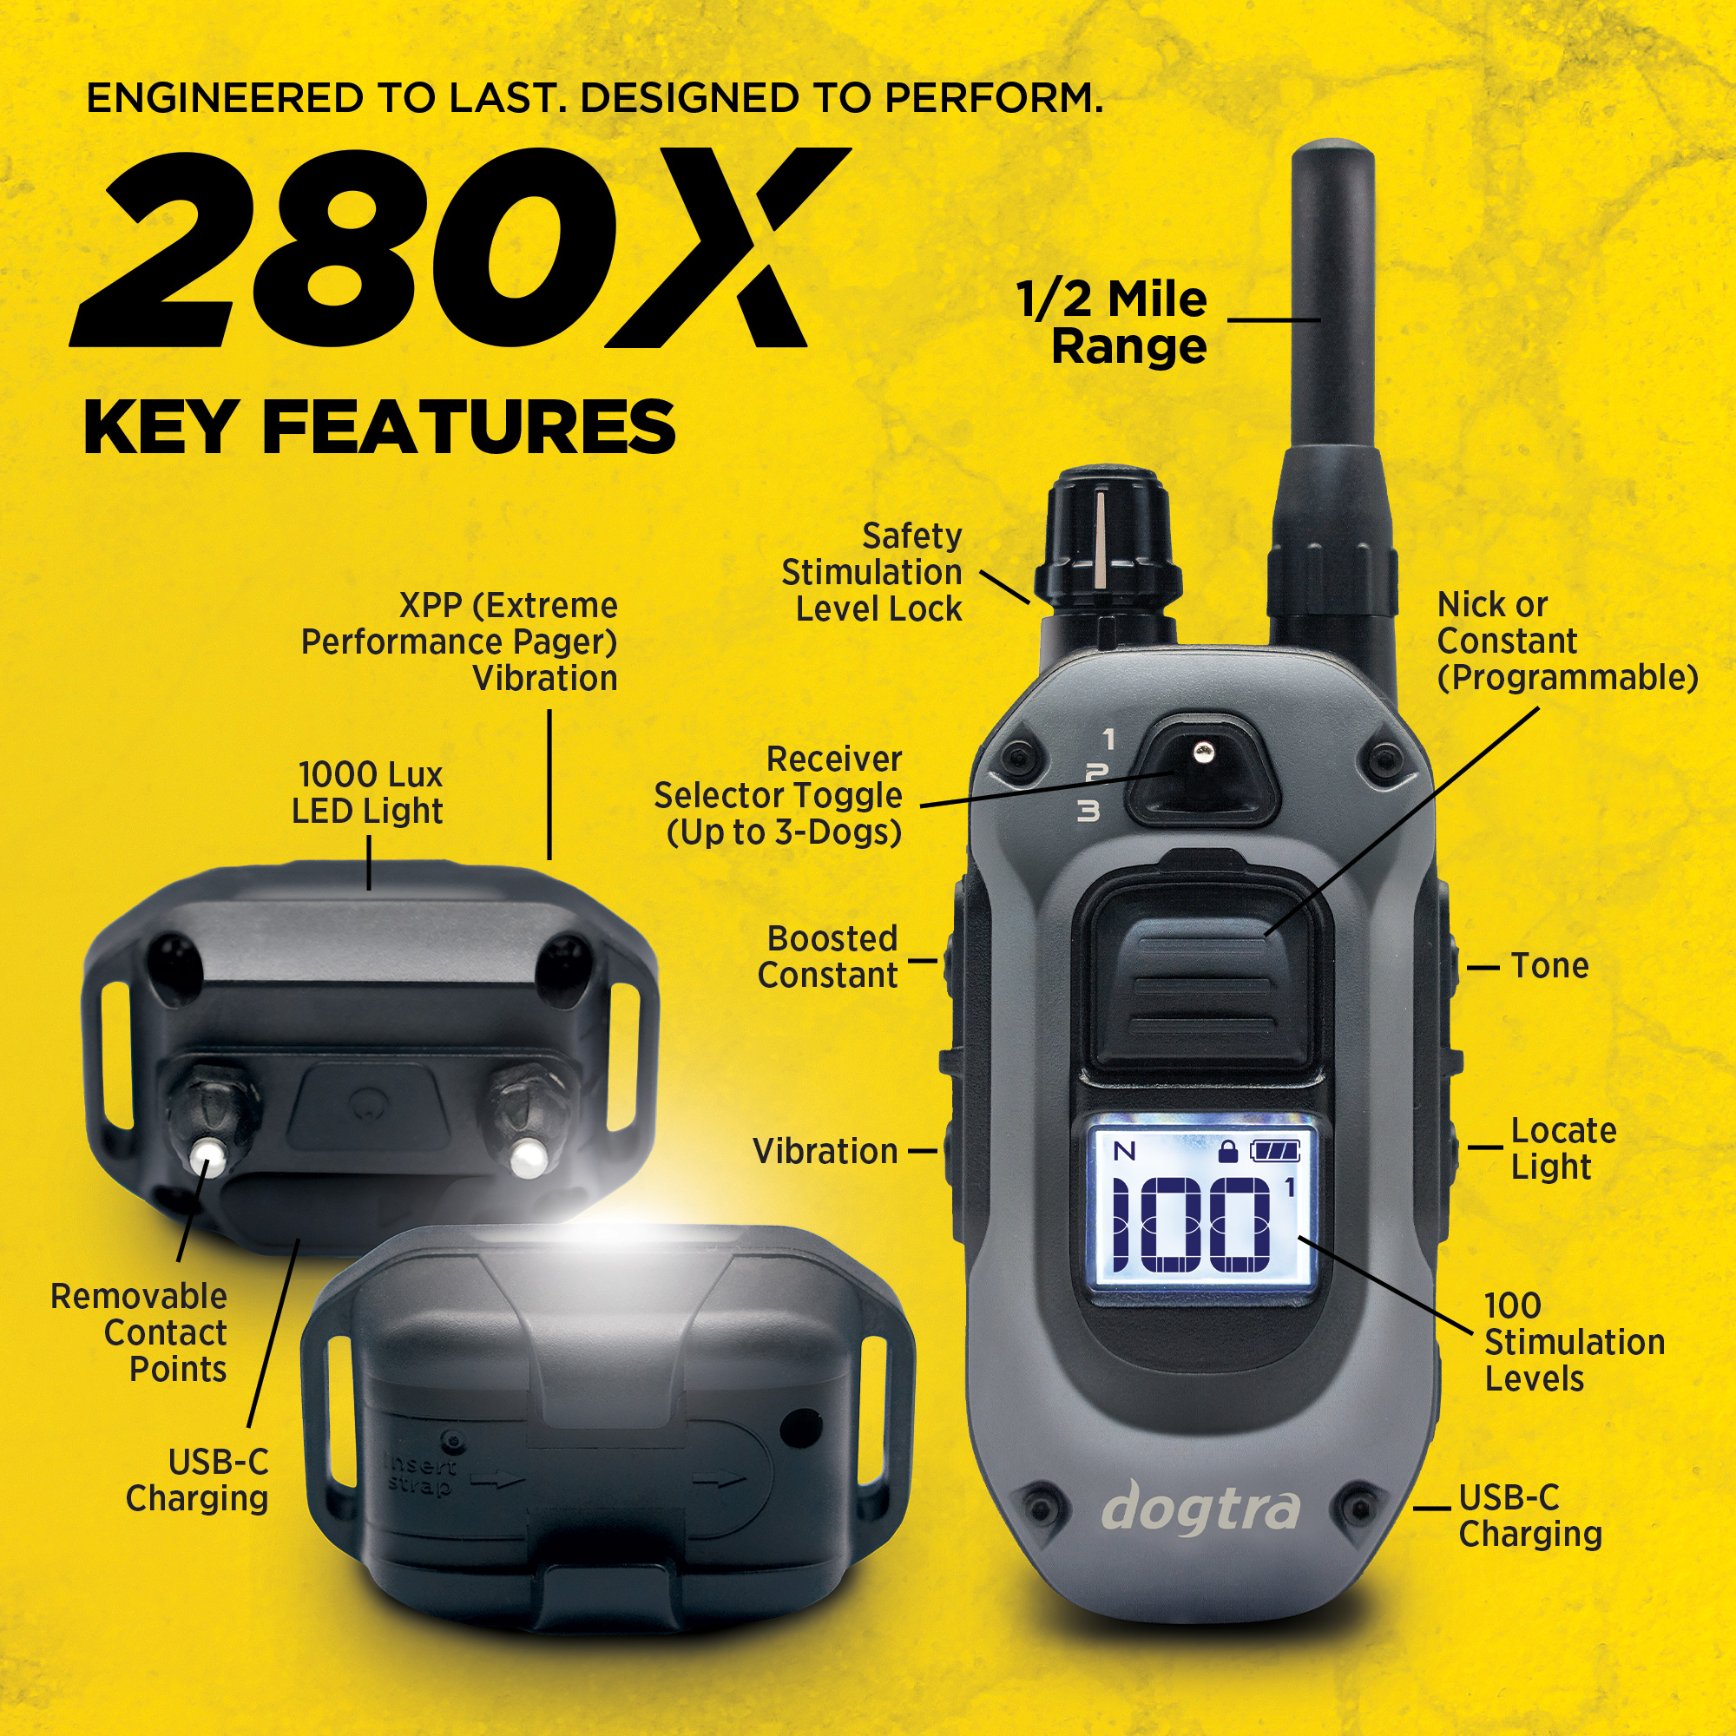 ENGINEERED TO LAST. DESIGNED TO PERFORM.
280X
KEY FEATURES
1/2 Mile
Range
Safety
Stimulation
Level Lock
Nick or
Constant
(Programmable)
XPP (Extreme
Performance Pager)
Vibration
1000 Lux
LED Light
Receiver
Selector Toggle
(Up to 3-Dogs)
1
2
3
Boosted
Constant
Tone
Vibration
Locate
Light
N
100
1
100
Stimulation
Levels
Removable
Contact
Points
USB-C
Charging
insert
strap
dogtra
USB-C
Charging